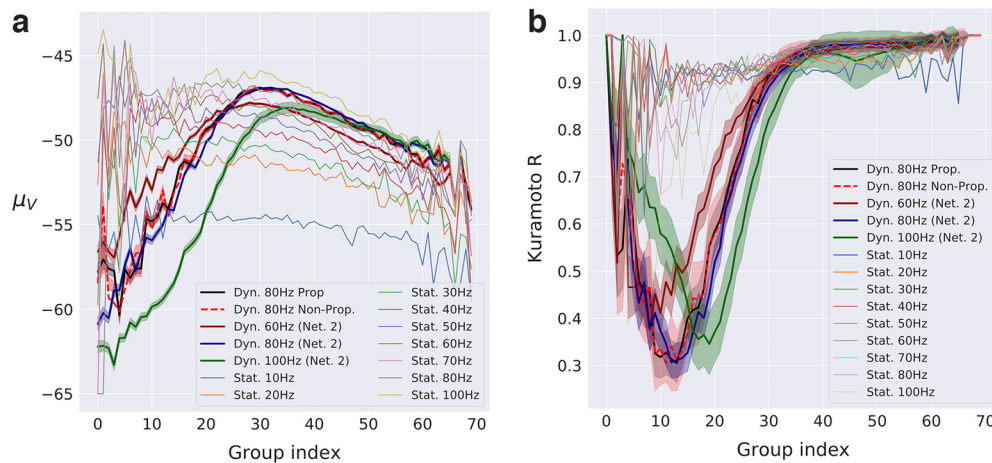 a
−45
−50
−55
−60
−65
μV
0 10 20 30 40 50 60 70
Group index
Dyn. 80Hz Prop
Dyn. 80Hz Non-Prop.
Dyn. 60Hz (Net. 2)
Dyn. 80Hz (Net. 2)
Dyn. 100Hz (Net. 2)
Stat. 10Hz
Stat. 20Hz
Stat. 30Hz
Stat. 40Hz
Stat. 50Hz
Stat. 60Hz
Stat. 70Hz
Stat. 80Hz
Stat. 100Hz
b
1.0
0.9
0.8
0.7
0.6
0.5
0.4
0.3
Kuramoto R
0 10 20 30 40 50 60 70
Group index
Dyn. 80Hz Prop.
Dyn. 80Hz Non-Prop.
Dyn. 60Hz (Net. 2)
Dyn. 80Hz (Net. 2)
Dyn. 100Hz (Net. 2)
Stat. 10Hz
Stat. 20Hz
Stat. 30Hz
Stat. 40Hz
Stat. 50Hz
Stat. 60Hz
Stat. 70Hz
Stat. 80Hz
Stat. 100Hz